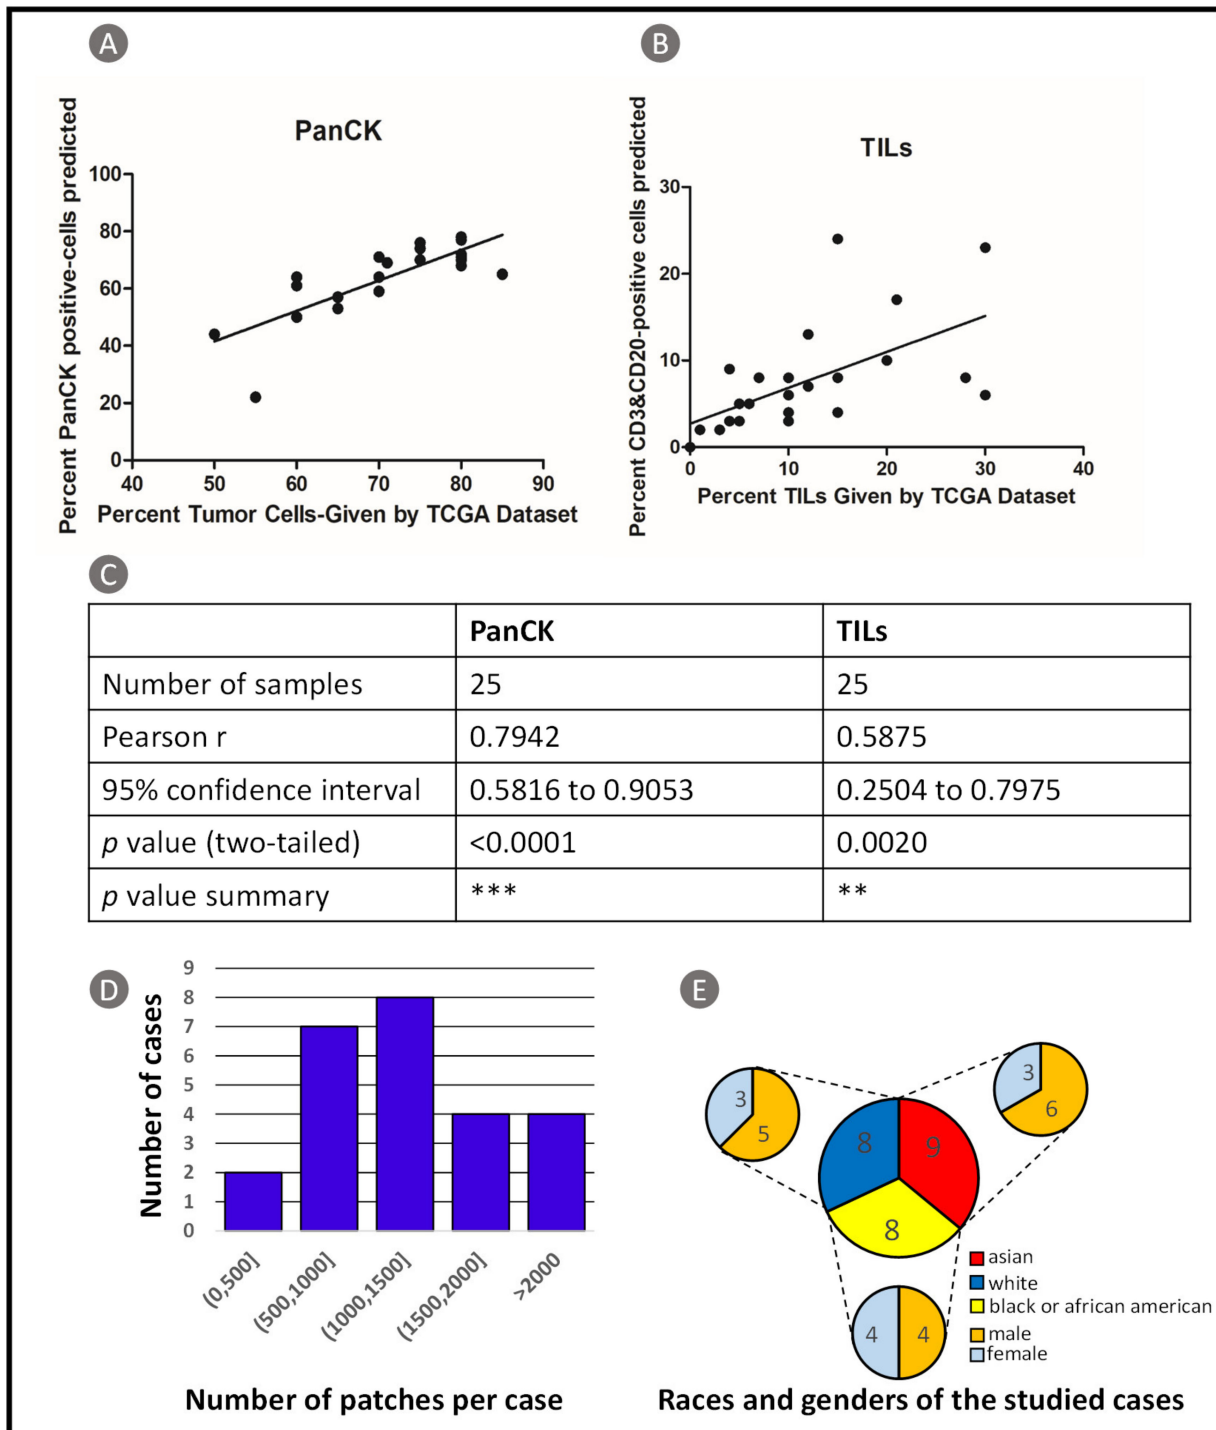 A
B
PanCK
Percent PanCK positive-cells predicted
100
80
60
40
20
0
40 50 60 70 80 90
Percent Tumor Cells-Given by TCGA Dataset
TILs
Percent CD3&CD20-positive cells predicted
30
20
10
0
0 10 20 30 40
Percent TILs Given by TCGA Dataset
C
PanCK TILs
Number of samples 25 25
Pearson r 0.7942 0.5875
95% confidence interval 0.5816 to 0.9053 0.2504 to 0.7975
p value (two-tailed) <0.0001 0.0020
p value summary *** **
D
Number of cases
9
8
7
6
5
4
3
2
1
0
(0,500] (500,1000] (1000,1500] (1500,2000] >2000
Number of patches per case
E
3
5
3
6
8
9
8
4
4
asian
white
black or african american
male
female
Races and genders of the studied cases